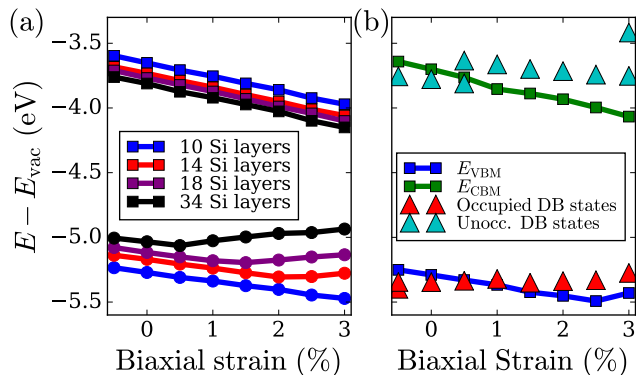 (a)
(b)
E − E_vac (eV)
−3.5
−4.0
−4.5
−5.0
−5.5
10 Si layers
14 Si layers
18 Si layers
34 Si layers
E_VBM
E_CBM
Occupied DB states
Unocc. DB states
0 1 2 3
0 1 2 3
Biaxial strain (%)
Biaxial Strain (%)